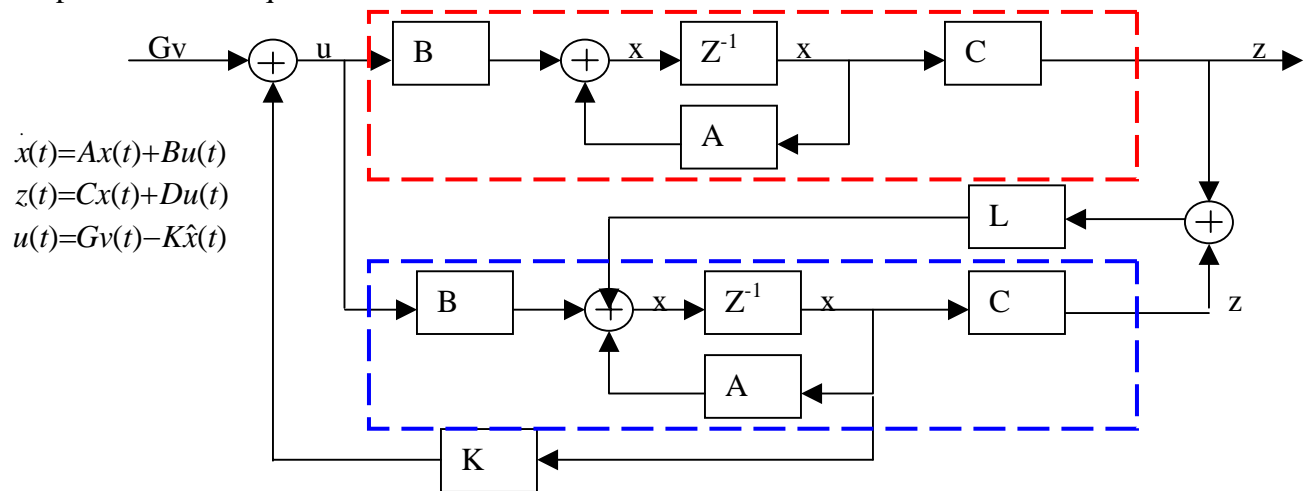 Gv + u B + x Z⁻¹ x C z
A
ẋ(t)=Ax(t)+Bu(t)
z(t)=Cx(t)+Du(t)
u(t)=Gv(t)−Kx̂(t)
L +
B + x Z⁻¹ x C z
A
K